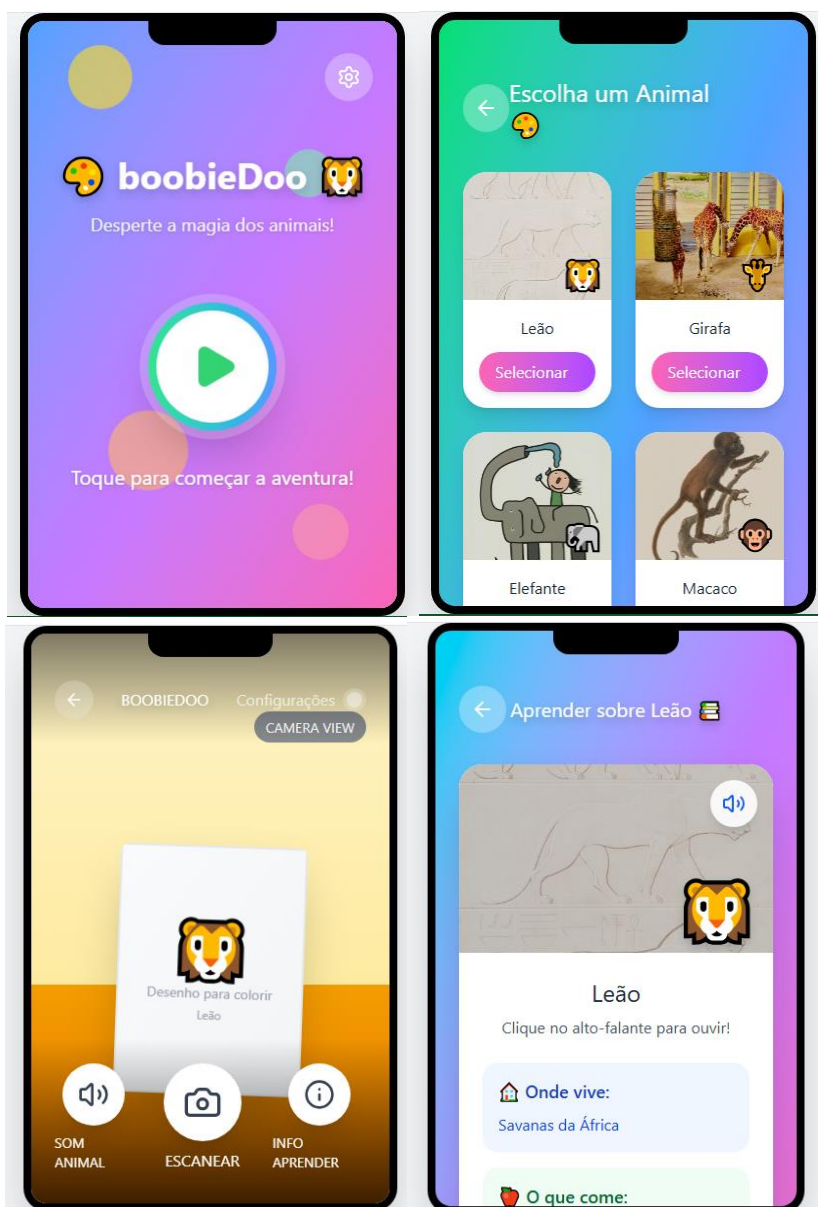 boobieDoo
Desperte a magia dos animais!
Toque para começar a aventura!
Escolha um Animal
Leão
Selecionar
Girafa
Selecionar
Elefante
Macaco
BOOBIEDOO
Configurações
CAMERA VIEW
Desenho para colorir
Leão
SOM
ANIMAL
ESCANEAR
INFO
APRENDER
Aprender sobre Leão
Leão
Clique no alto-falante para ouvir!
Onde vive:
Savanas da África
O que come: